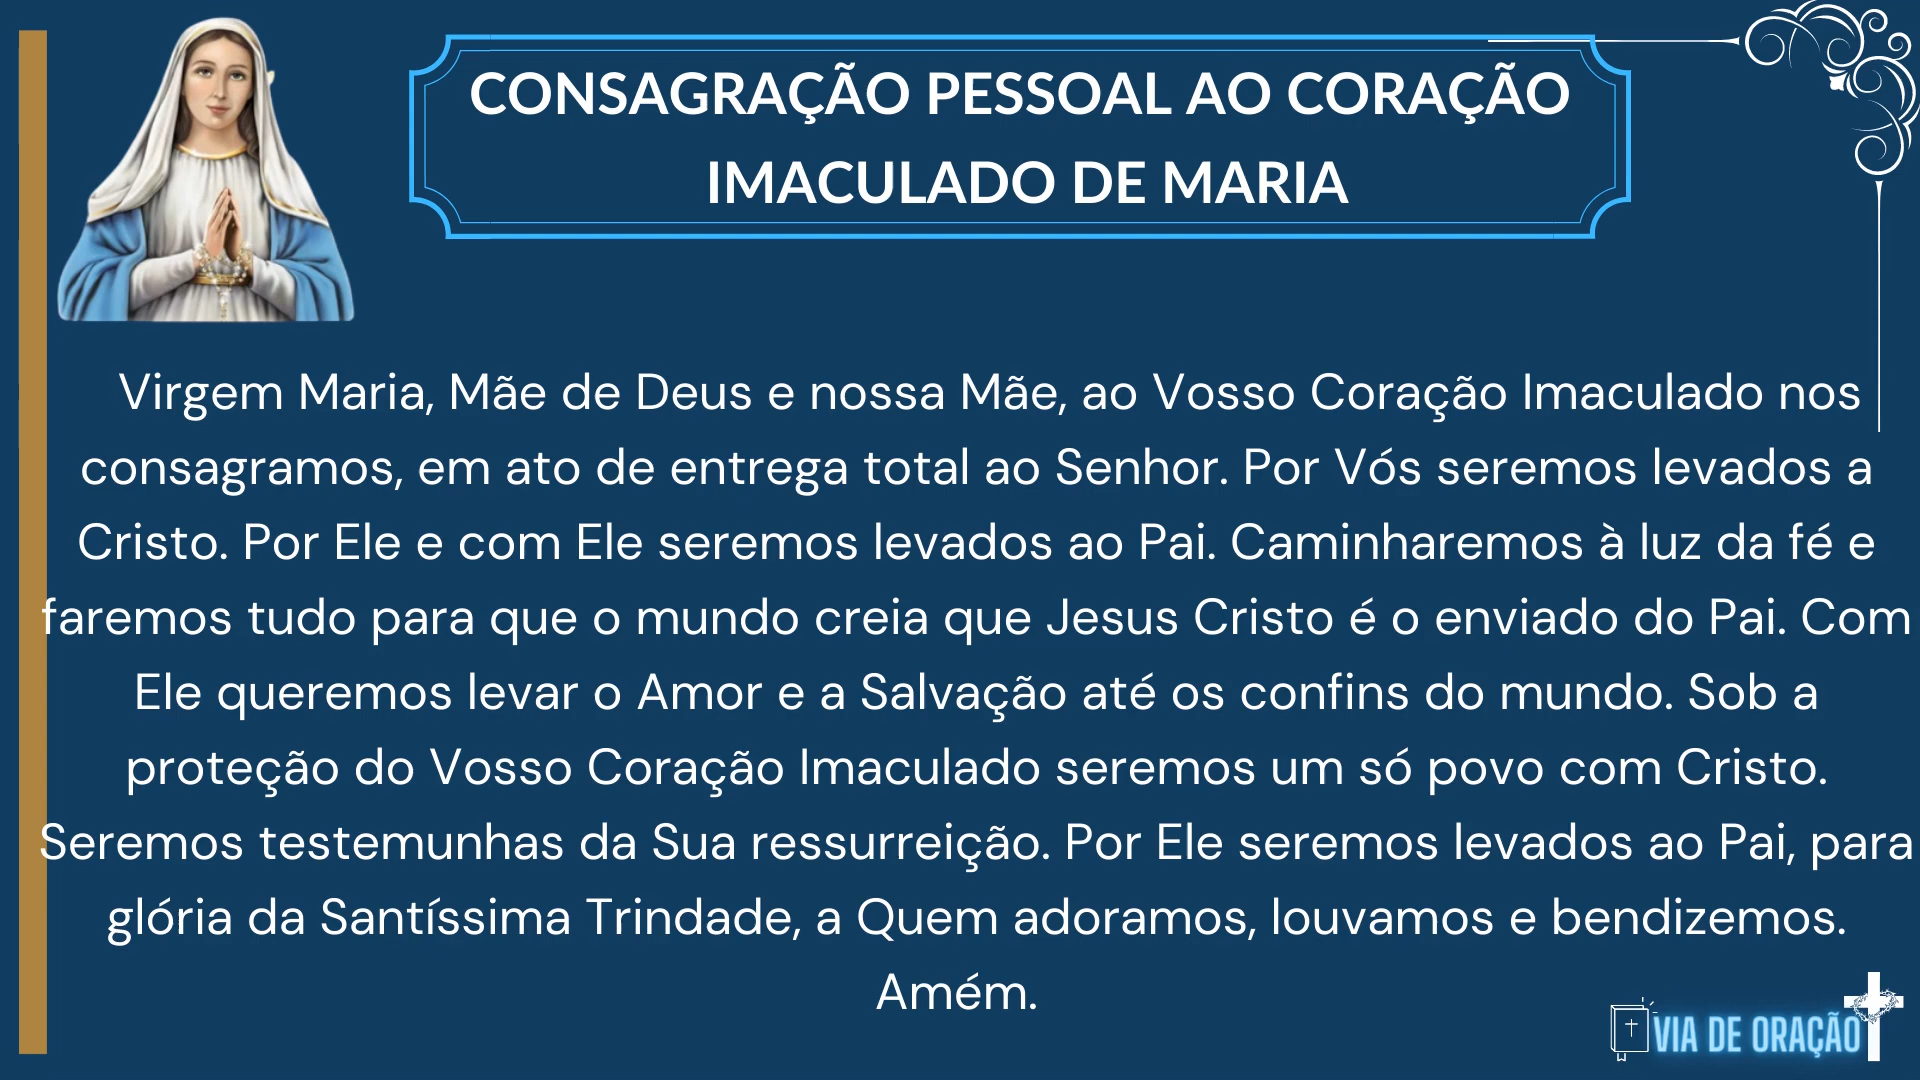 CONSAGRAÇÃO PESSOAL AO CORAÇÃO
IMACULADO DE MARIA
Virgem Maria, Mãe de Deus e nossa Mãe, ao Vosso Coração Imaculado nos
consagramos, em ato de entrega total ao Senhor. Por Vós seremos levados a
Cristo. Por Ele e com Ele seremos levados ao Pai. Caminharemos à luz da fé e
faremos tudo para que o mundo creia que Jesus Cristo é o enviado do Pai. Com
Ele queremos levar o Amor e a Salvação até os confins do mundo. Sob a
proteção do Vosso Coração Imaculado seremos um só povo com Cristo.
Seremos testemunhas da Sua ressurreição. Por Ele seremos levados ao Pai, para
glória da Santíssima Trindade, a Quem adoramos, louvamos e bendizemos.
Amém.
VIA DE ORAÇÃO